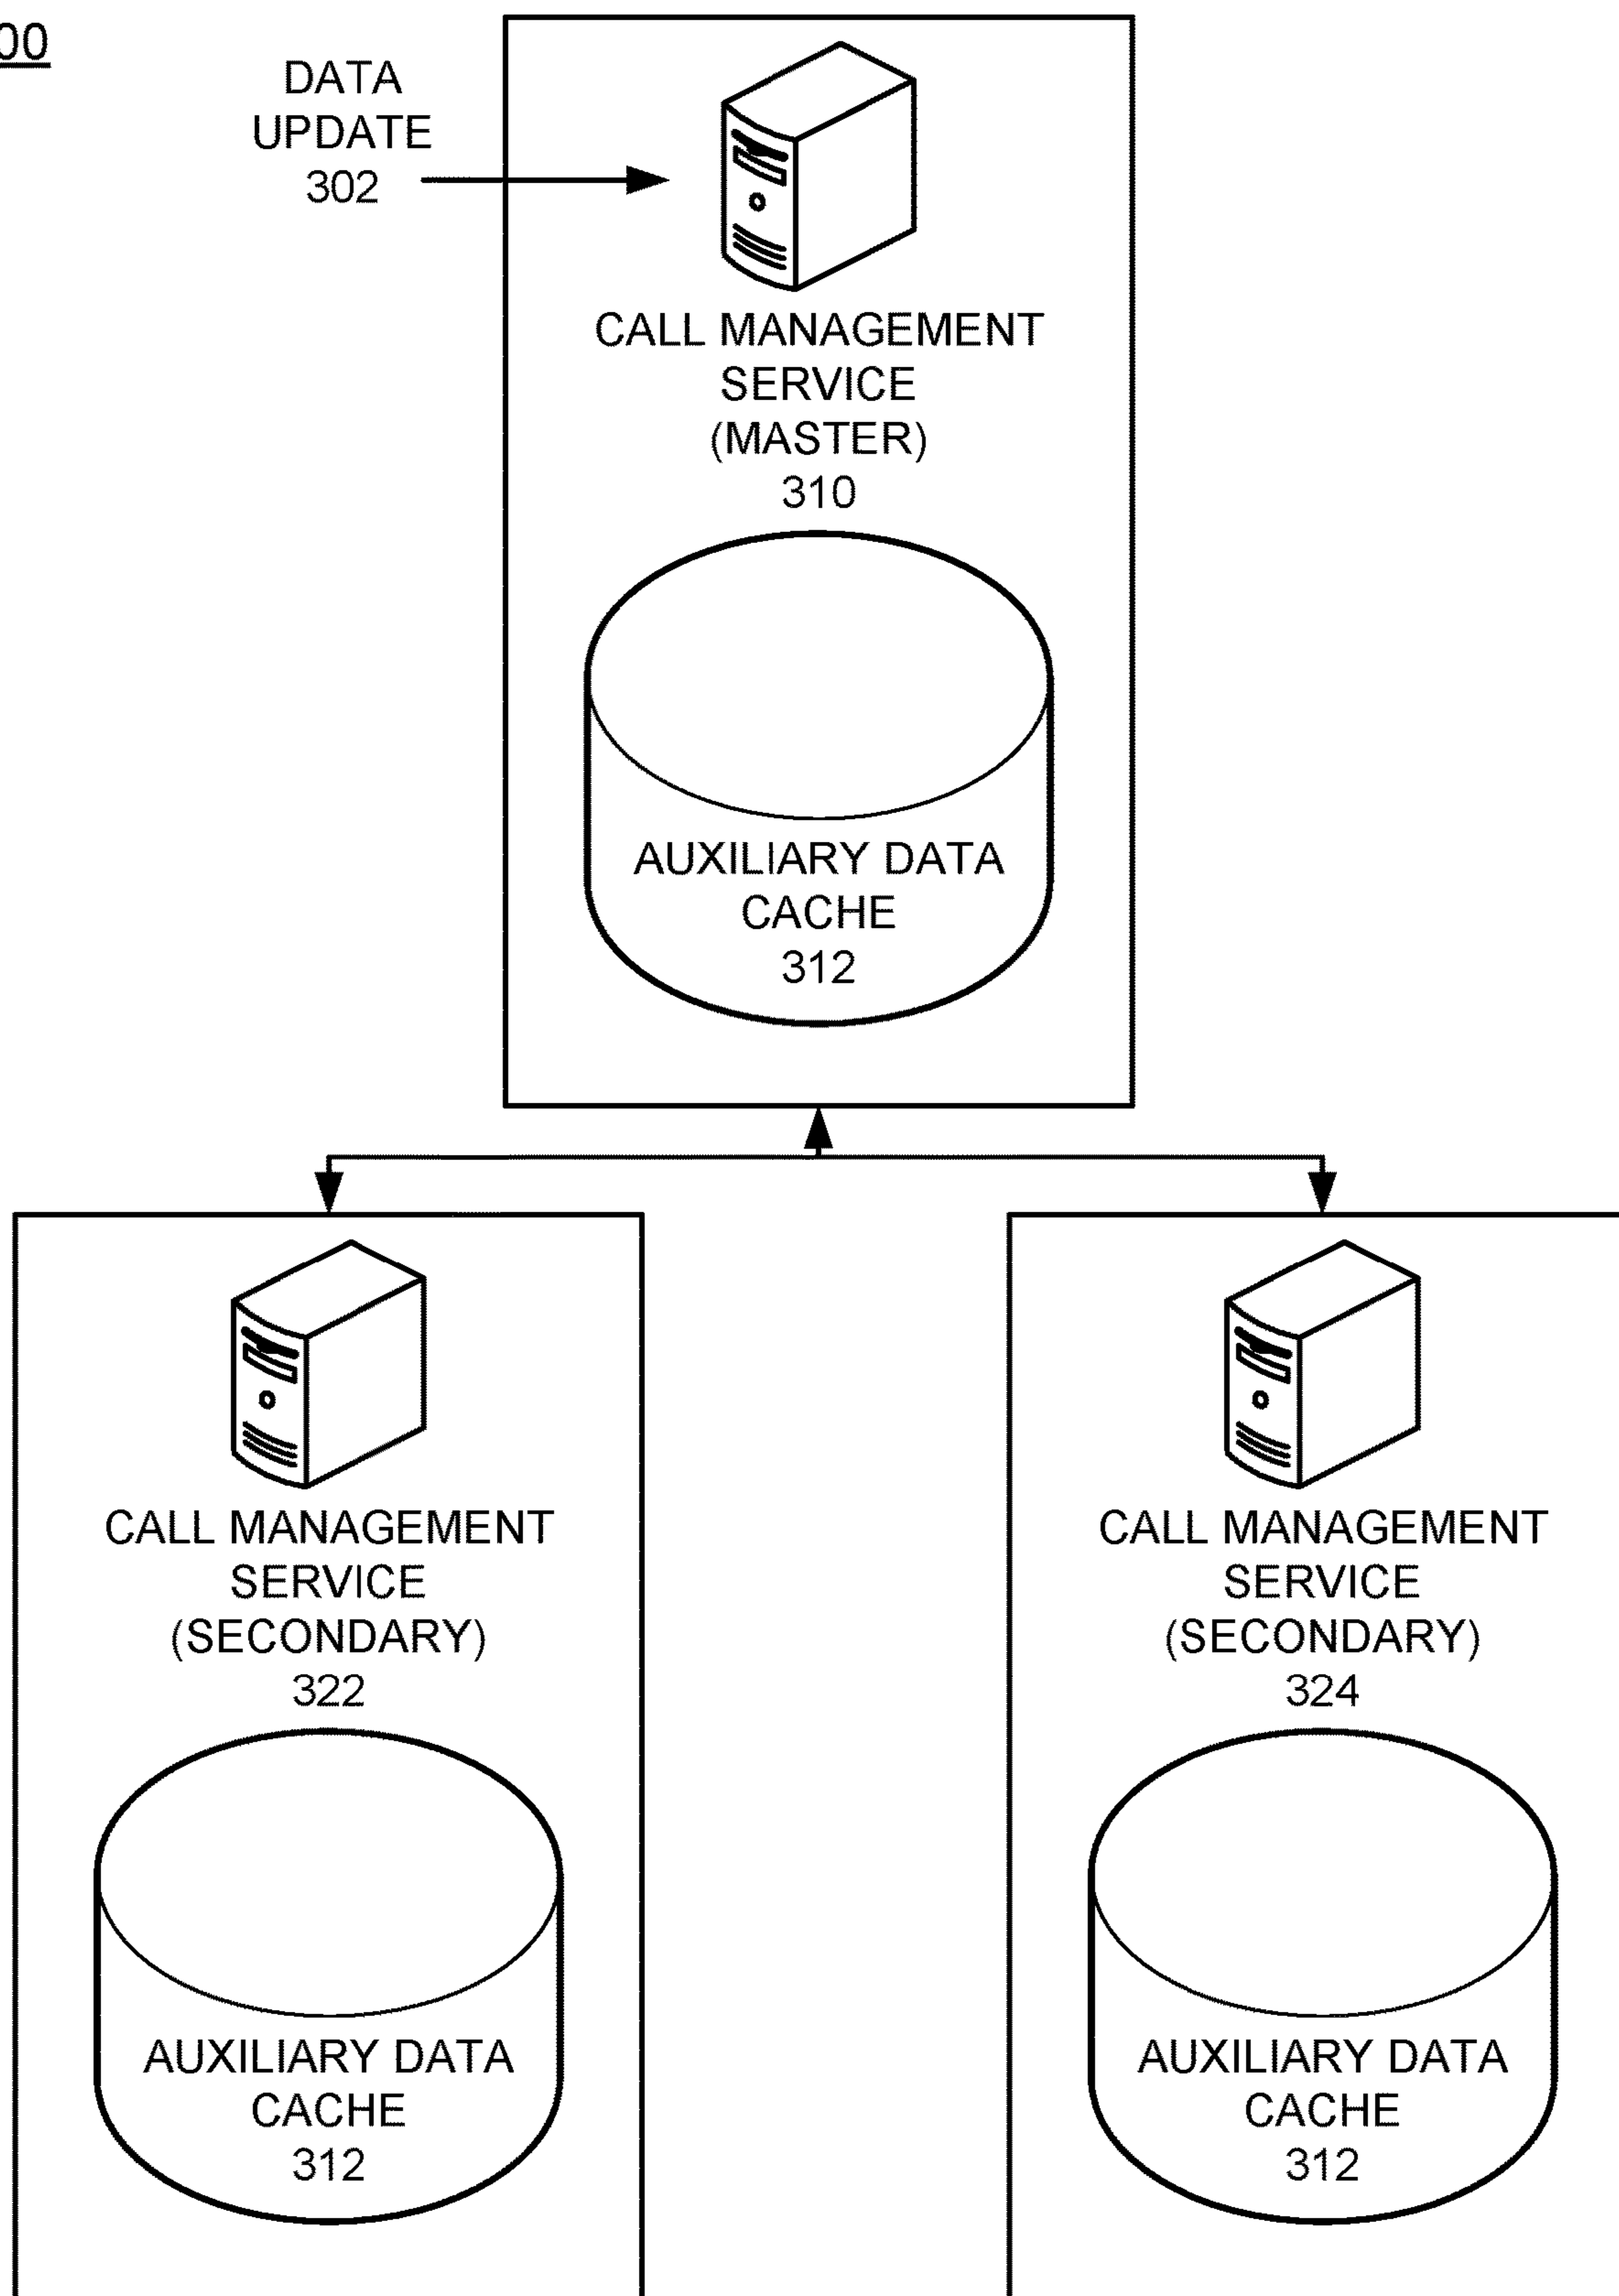 00
DATA
UPDATE
302
CALL MANAGEMENT
SERVICE
(MASTER)
310
AUXILIARY DATA
CACHE
312
CALL MANAGEMENT
SERVICE
(SECONDARY)
322
AUXILIARY DATA
CACHE
312
CALL MANAGEMENT
SERVICE
(SECONDARY)
324
AUXILIARY DATA
CACHE
312